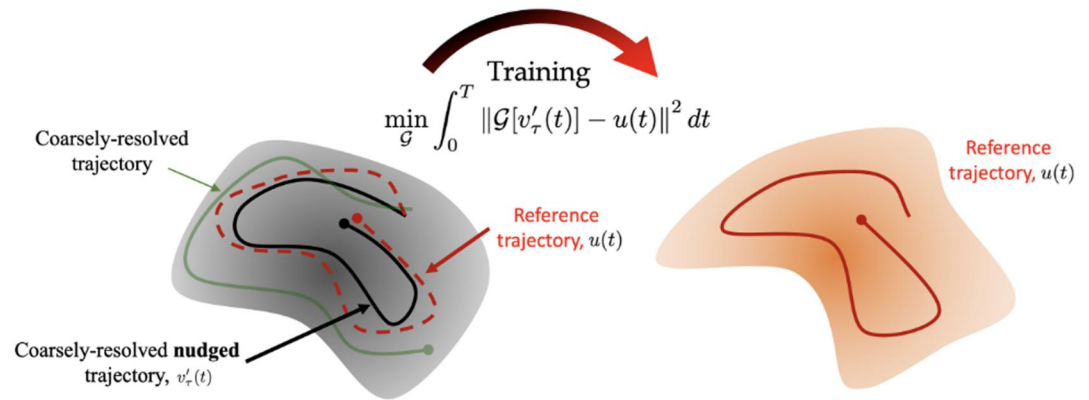 Training
min_𝒢 ∫_0^T ‖𝒢[v′_τ(t)] − u(t)‖² dt
Coarsely-resolved
trajectory
Reference
trajectory, u(t)
Coarsely-resolved nudged
trajectory, v′_τ(t)
Reference
trajectory, u(t)